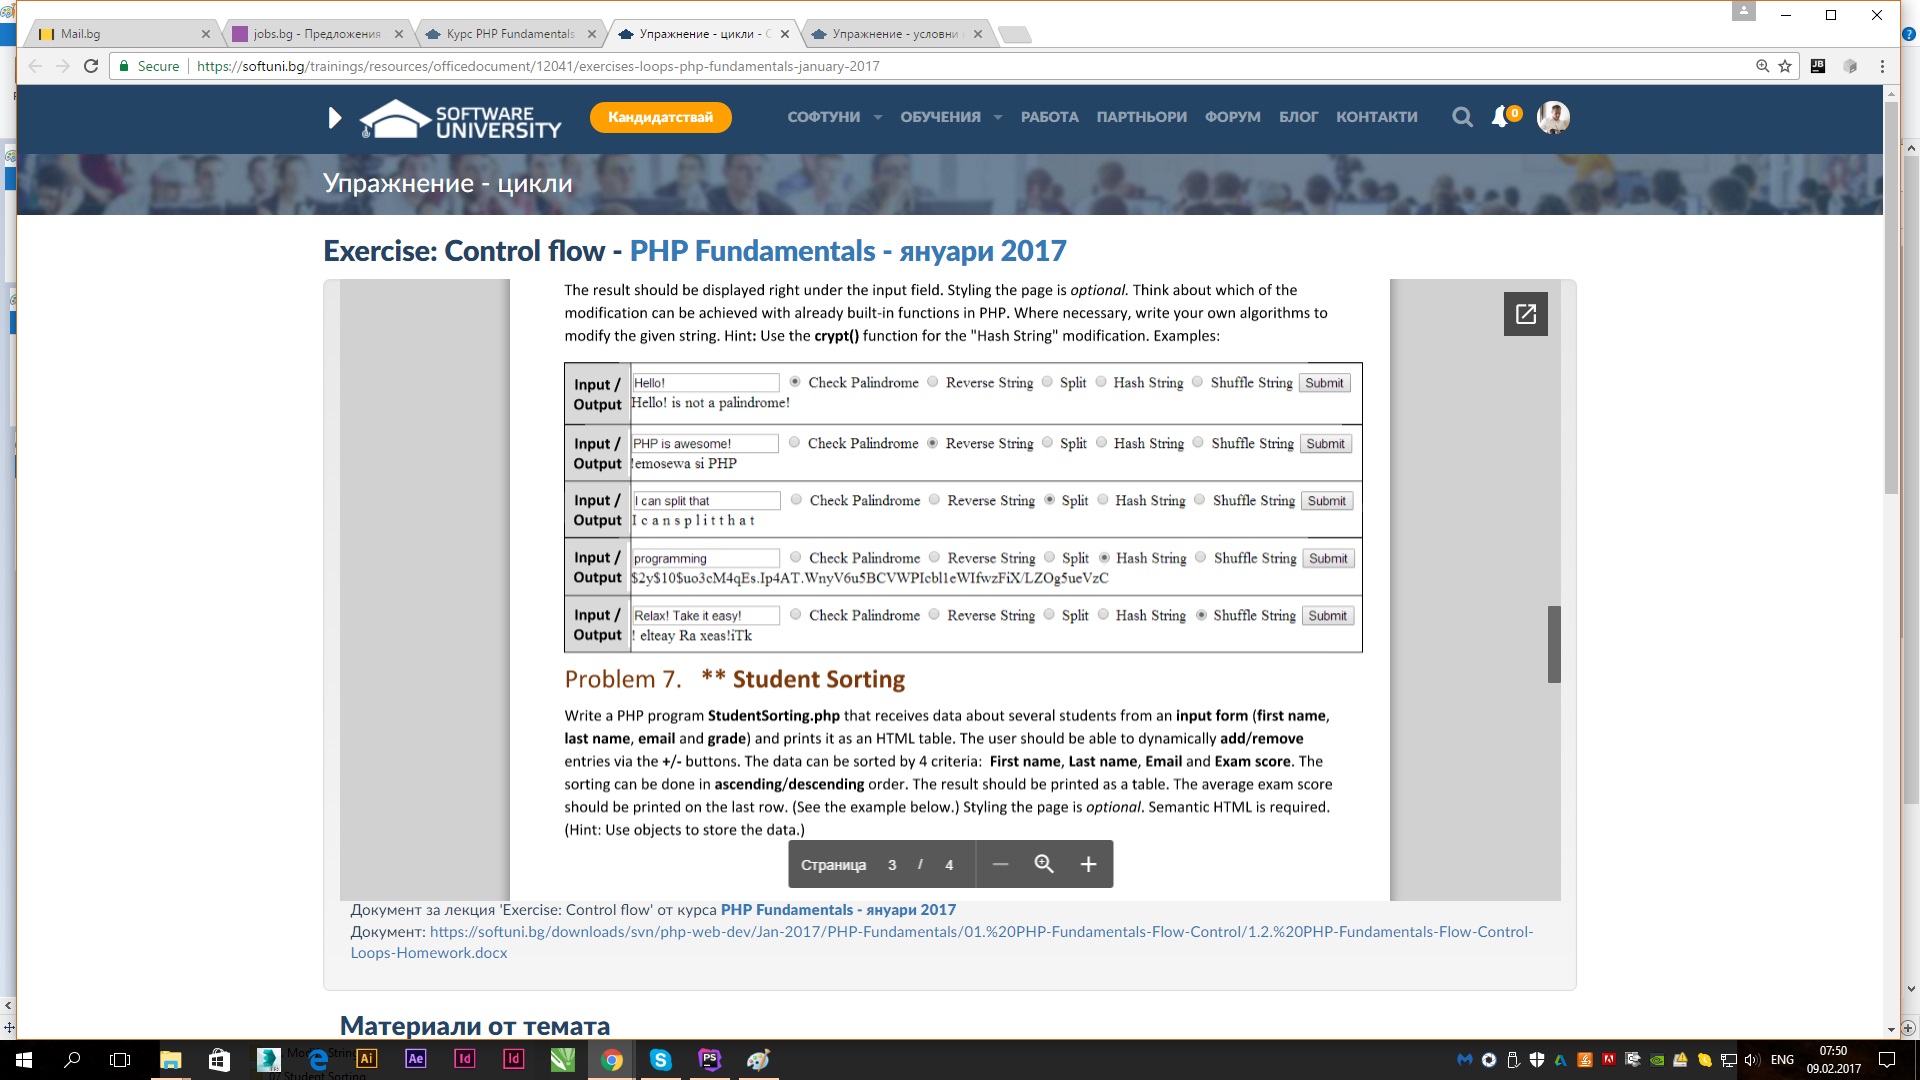 Mail.bg
jobs.bg - Предложения
Курс PHP Fundamentals
Упражнение - цикли - С
Упражнение - условни
Secure
https://softuni.bg/trainings/resources/officedocument/12041/exercises-loops-php-fundamentals-january-2017
SOFTWARE
UNIVERSITY
Кандидатствай
СОФТУНИ
ОБУЧЕНИЯ
РАБОТА
ПАРТНЬОРИ
ФОРУМ
БЛОГ
КОНТАКТИ
0
Упражнение - цикли
Exercise: Control flow - PHP Fundamentals - януари 2017
The result should be displayed right under the input field. Styling the page is optional. Think about which of the
modification can be achieved with already built-in functions in PHP. Where necessary, write your own algorithms to
modify the given string. Hint: Use the crypt() function for the "Hash String" modification. Examples:
Input / Output
Hello! Check Palindrome Reverse String Split Hash String Shuffle String Submit
Hello! is not a palindrome!
Input / Output
PHP is awesome! Check Palindrome Reverse String Split Hash String Shuffle String Submit
!emosewa si PHP
Input / Output
I can split that Check Palindrome Reverse String Split Hash String Shuffle String Submit
I c a n s p l i t t h a t
Input / Output
programming Check Palindrome Reverse String Split Hash String Shuffle String Submit
$2y$10$uo3cM4qEs.Ip4AT.WnyV6u5BCVWPIcbl1eWIfwzFiX/LZOg5ueVzC
Input / Output
Relax! Take it easy! Check Palindrome Reverse String Split Hash String Shuffle String Submit
! elteay Ra xeas!iTk
Problem 7. ** Student Sorting
Write a PHP program StudentSorting.php that receives data about several students from an input form (first name,
last name, email and grade) and prints it as an HTML table. The user should be able to dynamically add/remove
entries via the +/- buttons. The data can be sorted by 4 criteria: First name, Last name, Email and Exam score. The
sorting can be done in ascending/descending order. The result should be printed as a table. The average exam score
should be printed on the last row. (See the example below.) Styling the page is optional. Semantic HTML is required.
(Hint: Use objects to store the data.)
Страница 3 / 4
Документ за лекция 'Exercise: Control flow' от курса PHP Fundamentals - януари 2017
Документ: https://softuni.bg/downloads/svn/php-web-dev/Jan-2017/PHP-Fundamentals/01.%20PHP-Fundamentals-Flow-Control/1.2.%20PHP-Fundamentals-Flow-Control-
Loops-Homework.docx
Материали от темата
Ai
Ae
Id
Id
PS
ENG
07:50
09.02.2017